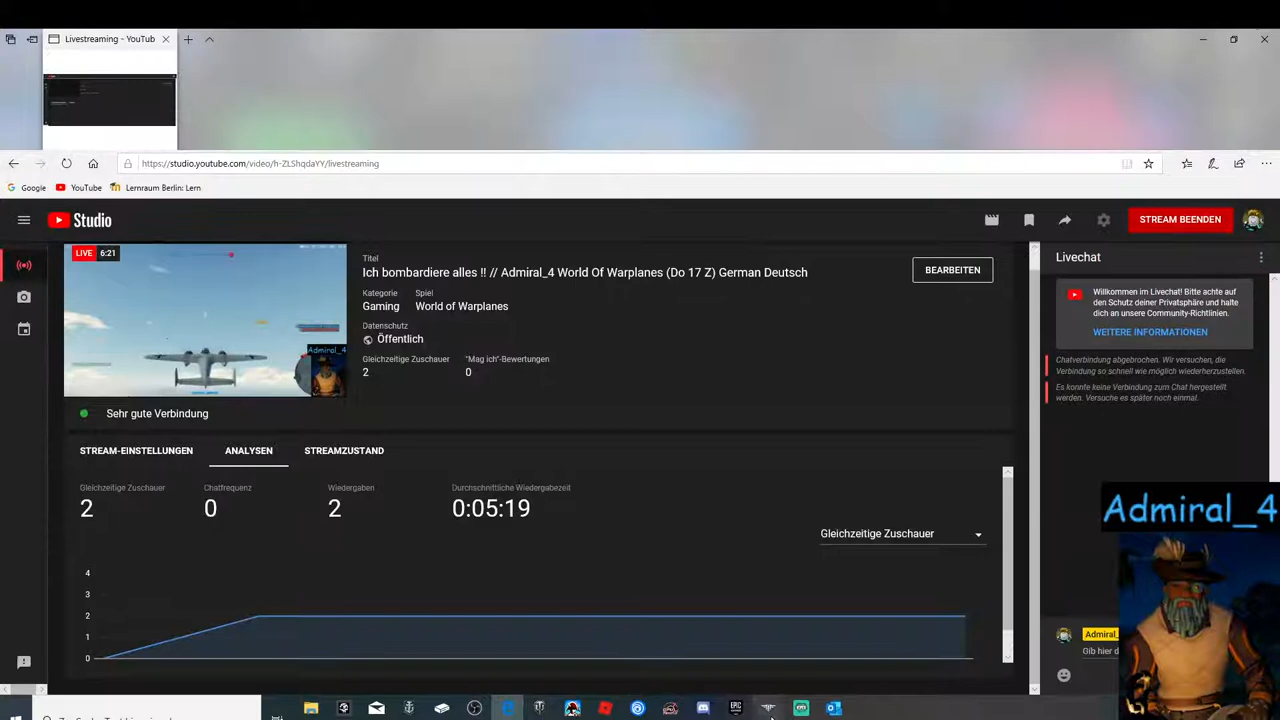 Livestreaming - YouTub
https://studio.youtube.com/video/h-ZLShqdaYY/livestreaming
Google YouTube Lernraum Berlin: Lern
Studio
STREAM BEENDEN
LIVE 6:21
Admiral_4
Titel
Ich bombardiere alles !! // Admiral_4 World Of Warplanes (Do 17 Z) German Deutsch
BEARBEITEN
Kategorie Spiel
Gaming World of Warplanes
Datenschutz
Öffentlich
Gleichzeitige Zuschauer "Mag ich"-Bewertungen
2 0
Sehr gute Verbindung
STREAM-EINSTELLUNGEN ANALYSEN STREAMZUSTAND
Gleichzeitige Zuschauer Chatfrequenz Wiedergaben Durchschnittliche Wiedergabezeit
2 0 2 0:05:19
Gleichzeitige Zuschauer
4
3
2
1
0
Livechat
Willkommen im Livechat! Bitte achte auf
den Schutz deiner Privatsphäre und halte
dich an unsere Community-Richtlinien.
WEITERE INFORMATIONEN
Chatverbindung abgebrochen. Wir versuchen, die
Verbindung so schnell wie möglich wiederherzustellen.
Es konnte keine Verbindung zum Chat hergestellt
werden. Versuche es später noch einmal.
Admiral_4
Admiral_
Gib hier d
EPIC